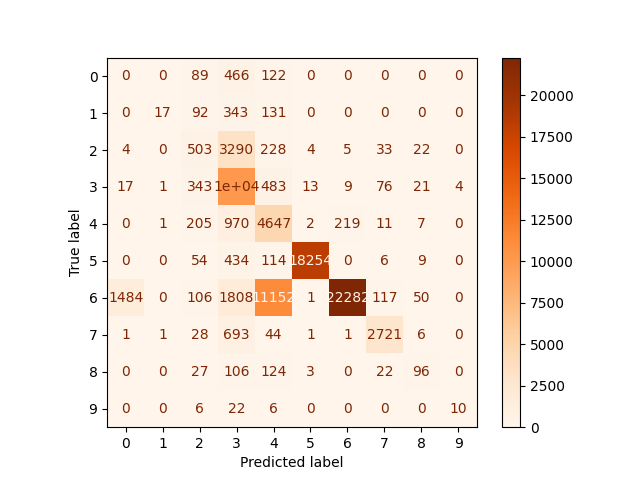 0 0 0 89 466 122 0 0 0 0 0
1 0 17 92 343 131 0 0 0 0 0
2 4 0 503 3290 228 4 5 33 22 0
3 17 1 343 1e+04 483 13 9 76 21 4
4 0 1 205 970 4647 2 219 11 7 0
5 0 0 54 434 114 18254 0 6 9 0
6 1484 0 106 1808 11152 1 22282 117 50 0
7 1 1 28 693 44 1 1 2721 6 0
8 0 0 27 106 124 3 0 22 96 0
9 0 0 6 22 6 0 0 0 0 10
0 1 2 3 4 5 6 7 8 9
Predicted label
True label
20000
17500
15000
12500
10000
7500
5000
2500
0